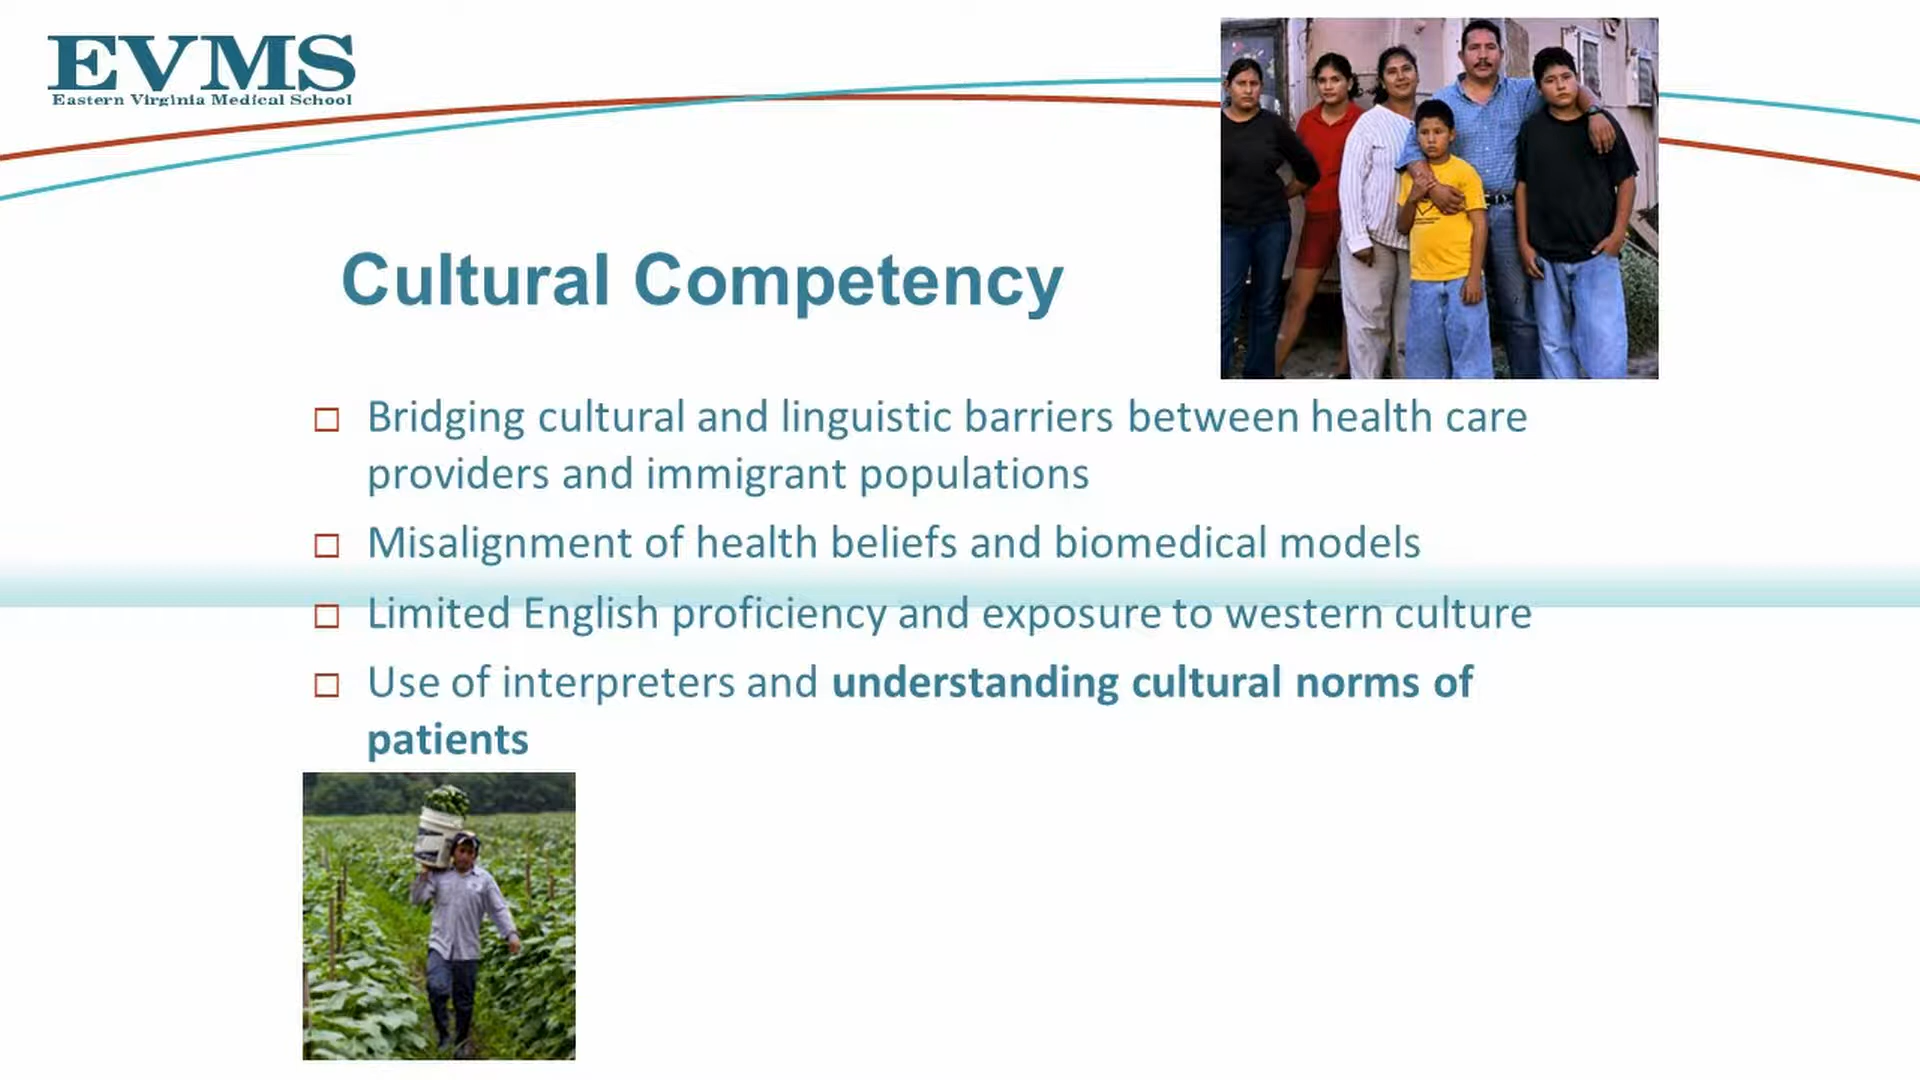 EVMS
Eastern Virginia Medical School
Cultural Competency
Bridging cultural and linguistic barriers between health care
providers and immigrant populations
Misalignment of health beliefs and biomedical models
Limited English proficiency and exposure to western culture
Use of interpreters and understanding cultural norms of
patients